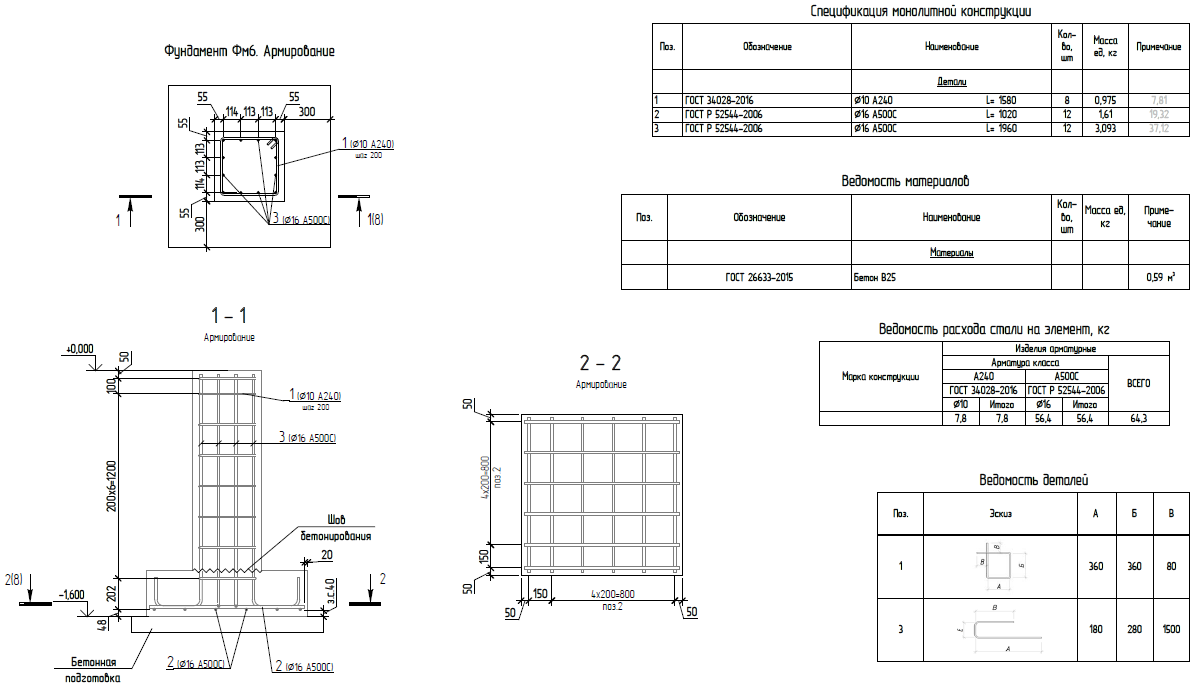 Фундамент Фм6. Армирование
55
55
114
113
113
300
55
113
113
114
55
300
1 (Ø10 А240)
шаг 200
3 (Ø16 А500С)
1
1(8)
1 – 1
Армирование
+0,000
50
100
1 (Ø10 А240)
шаг 200
3 (Ø16 А500С)
200х6=1200
Шов
бетонирования
20
2(8)
2
202
з.с.40
-1,600
48
Бетонная
подготовка
2 (Ø16 А500С)
2 (Ø16 А500С)
2 – 2
Армирование
50
4х200=800
поз.2
150
50
50
150
4х200=800
поз.2
50
Спецификация монолитной конструкции
Поз. Обозначение Наименование Кол-во, шт Масса ед, кг Примечание
Детали
1 ГОСТ 34028-2016 Ø10 А240 L= 1580 8 0,975 7,81
2 ГОСТ Р 52544-2006 Ø16 А500С L= 1020 12 1,61 19,32
3 ГОСТ Р 52544-2006 Ø16 А500С L= 1960 12 3,093 37,12
Ведомость материалов
Поз. Обозначение Наименование Кол-во, шт Масса ед, кг Приме-чание
Материалы
ГОСТ 26633-2015 Бетон В25 0,59 м³
Ведомость расхода стали на элемент, кг
Марка конструкции
Изделия арматурные
Арматура класса
А240 А500С ВСЕГО
ГОСТ 34028-2016 ГОСТ Р 52544-2006
Ø10 Итого Ø16 Итого
7,8 7,8 56,4 56,4 64,3
Ведомость деталей
Поз. Эскиз А Б В
1 В В Б А 360 360 80
3 В Б А 180 280 1500